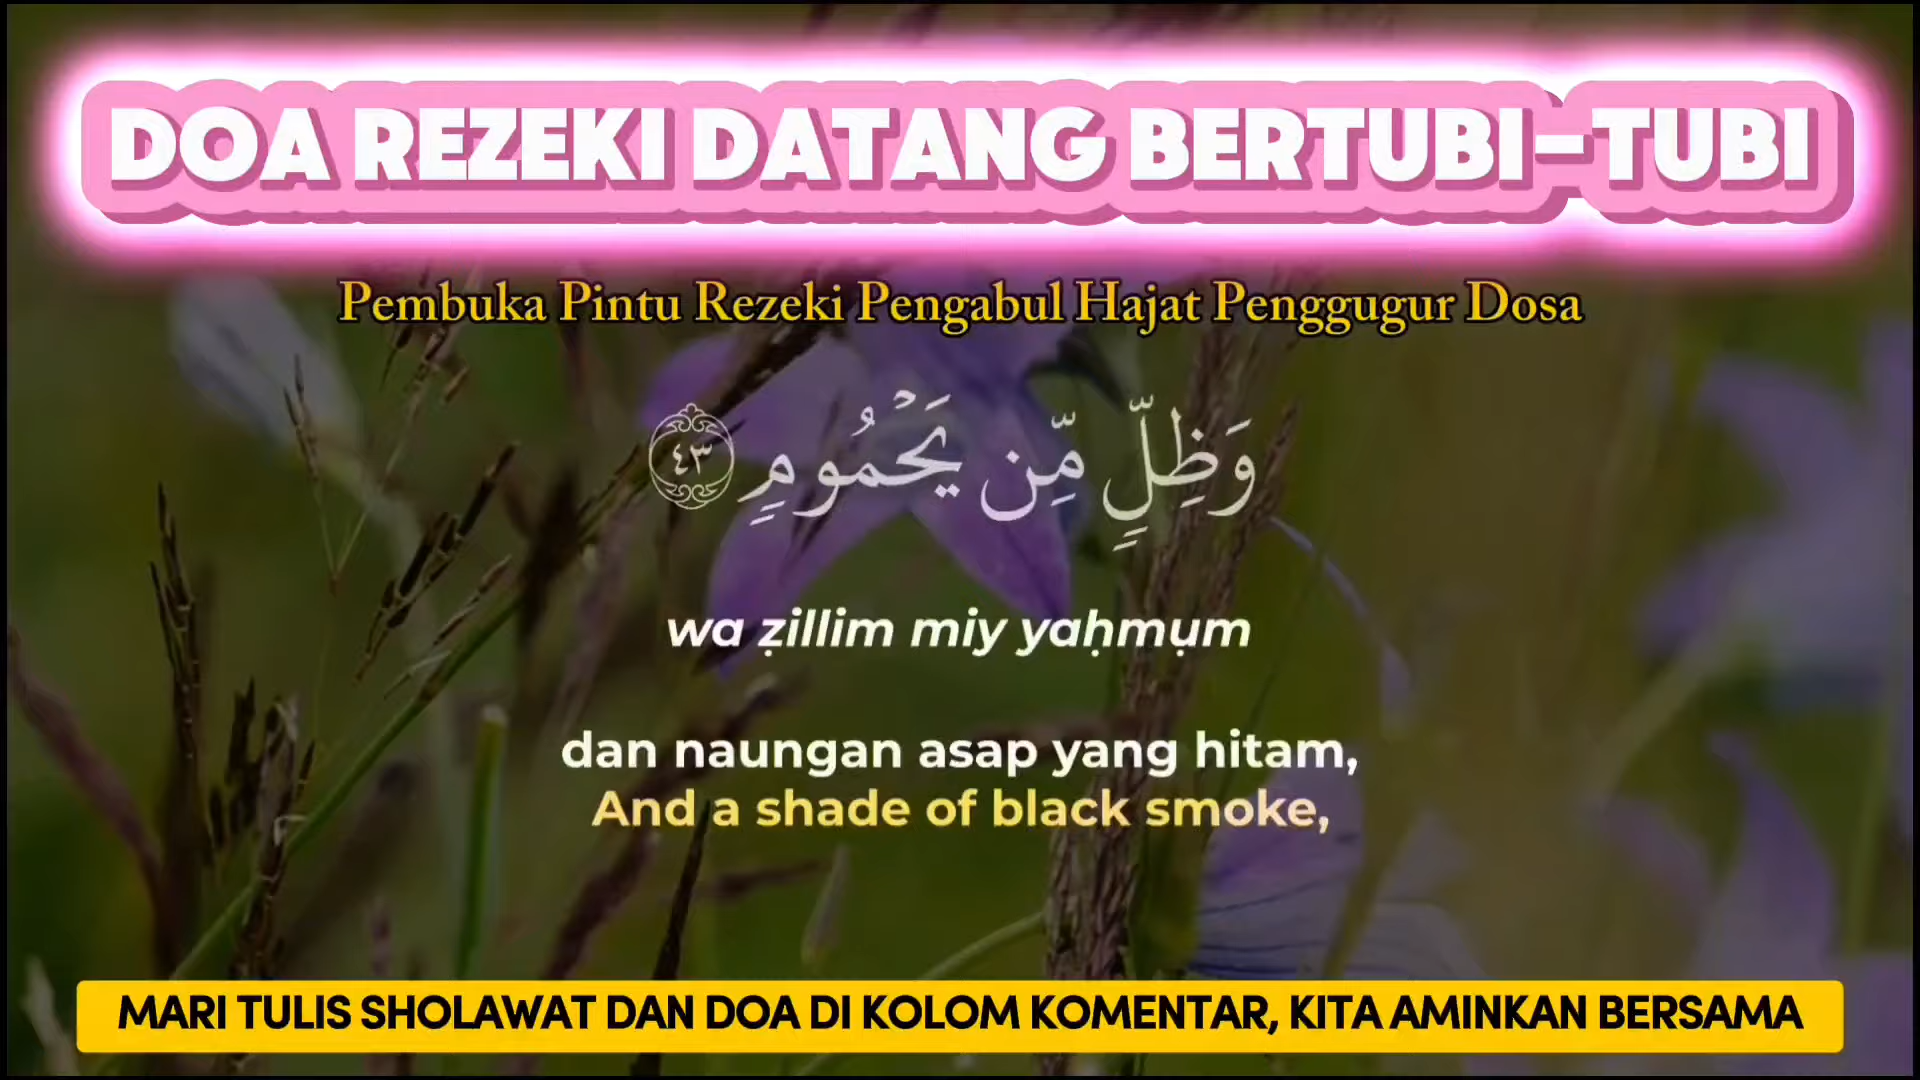 DOA REZEKI DATANG BERTUBI-TUBI
Pembuka Pintu Rezeki Pengabul Hajat Penggugur Dosa
وَظِلٍّ مِّن يَحْمُومٍ ٤٣
wa ẓillim miy yaḥmụm
dan naungan asap yang hitam,
And a shade of black smoke,
MARI TULIS SHOLAWAT DAN DOA DI KOLOM KOMENTAR, KITA AMINKAN BERSAMA